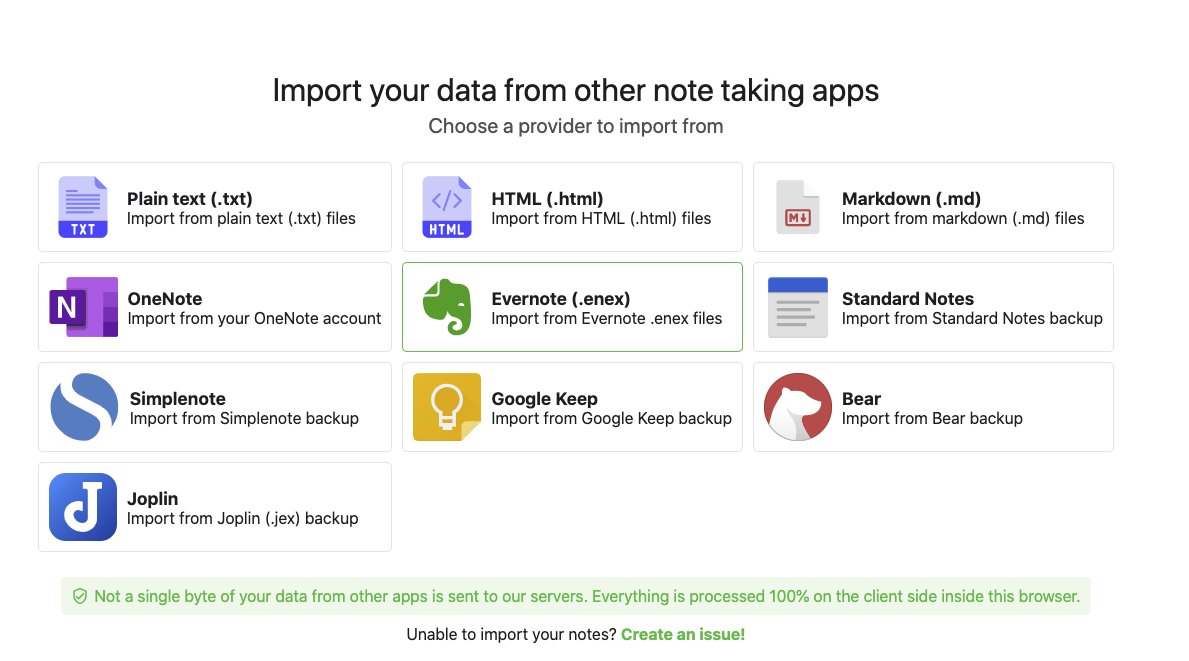 Import your data from other note taking apps
Choose a provider to import from
Plain text (.txt)
Import from plain text (.txt) files
TXT
HTML (.html)
Import from HTML (.html) files
HTML
Markdown (.md)
Import from markdown (.md) files
M
N
OneNote
Import from your OneNote account
Evernote (.enex)
Import from Evernote .enex files
Standard Notes
Import from Standard Notes backup
Simplenote
Import from Simplenote backup
Google Keep
Import from Google Keep backup
Bear
Import from Bear backup
J
Joplin
Import from Joplin (.jex) backup
Not a single byte of your data from other apps is sent to our servers. Everything is processed 100% on the client side inside this browser.
Unable to import your notes? Create an issue!